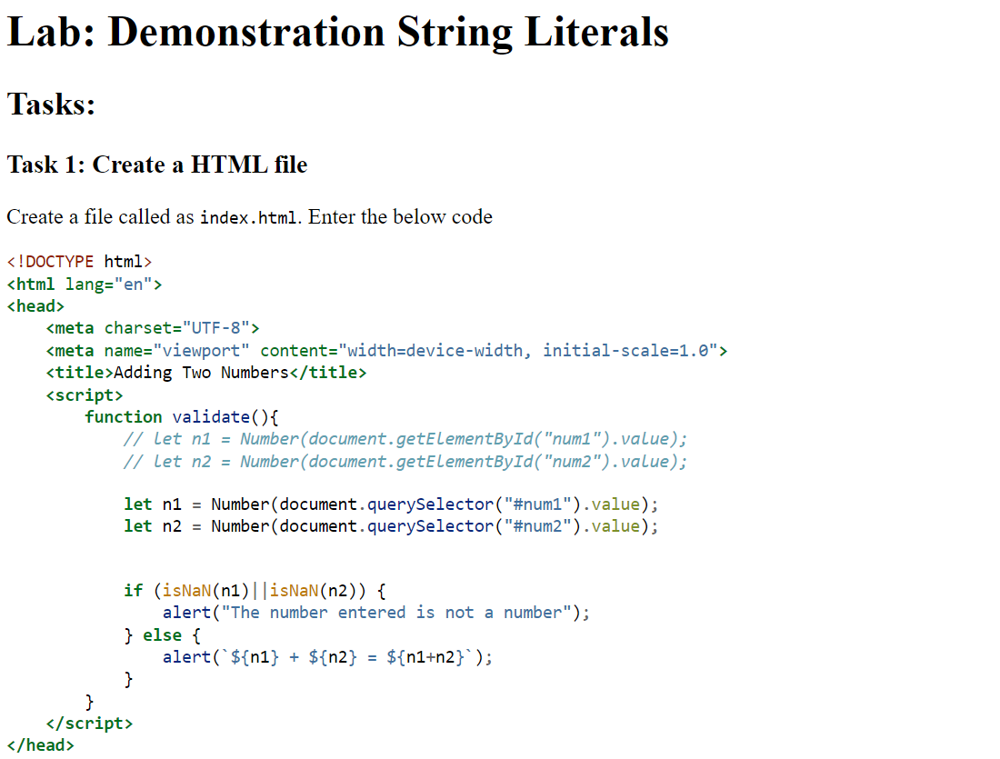 Lab: Demonstration String Literals
Tasks:
Task 1: Create a HTML file
Create a file called as index.html. Enter the below code
<!DOCTYPE html>
<html lang="en">
<head>
    <meta charset="UTF-8">
    <meta name="viewport" content="width=device-width, initial-scale=1.0">
    <title>Adding Two Numbers</title>
    <script>
        function validate(){
            // let n1 = Number(document.getElementById("num1").value);
            // let n2 = Number(document.getElementById("num2").value);
            let n1 = Number(document.querySelector("#num1").value);
            let n2 = Number(document.querySelector("#num2").value);
            if (isNaN(n1)||isNaN(n2)) {
                alert("The number entered is not a number");
            } else {
                alert(`${n1} + ${n2} = ${n1+n2}`);
            }
        }
    </script>
</head>